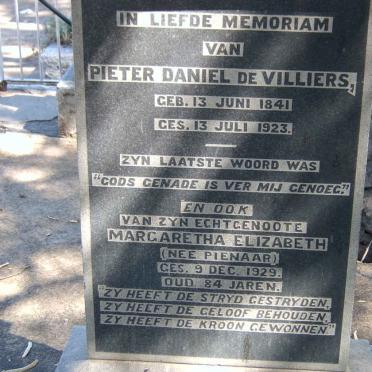 IN LIEFDE MEMORIAM
VAN
PIETER DANIEL DE VILLIERS,
GEB. 13 JUNI 1841
GES. 13 JULI 1923.
ZYN LAATSTE WOORD WAS
"GODS GENADE IS VER MIJ GENOEG."
EN OOK
VAN ZYN ECHTGENOOTE
MARGARETHA ELIZABETH
(NEE PIENAAR)
GES. 9 DEC. 1929.
OUD. 84 JAREN.
"ZY HEEFT DE STRYD GESTRYDEN,
ZY HEEFT DE GELOOF BEHOUDEN,
ZY HEEFT DE KROON GEWONNEN"